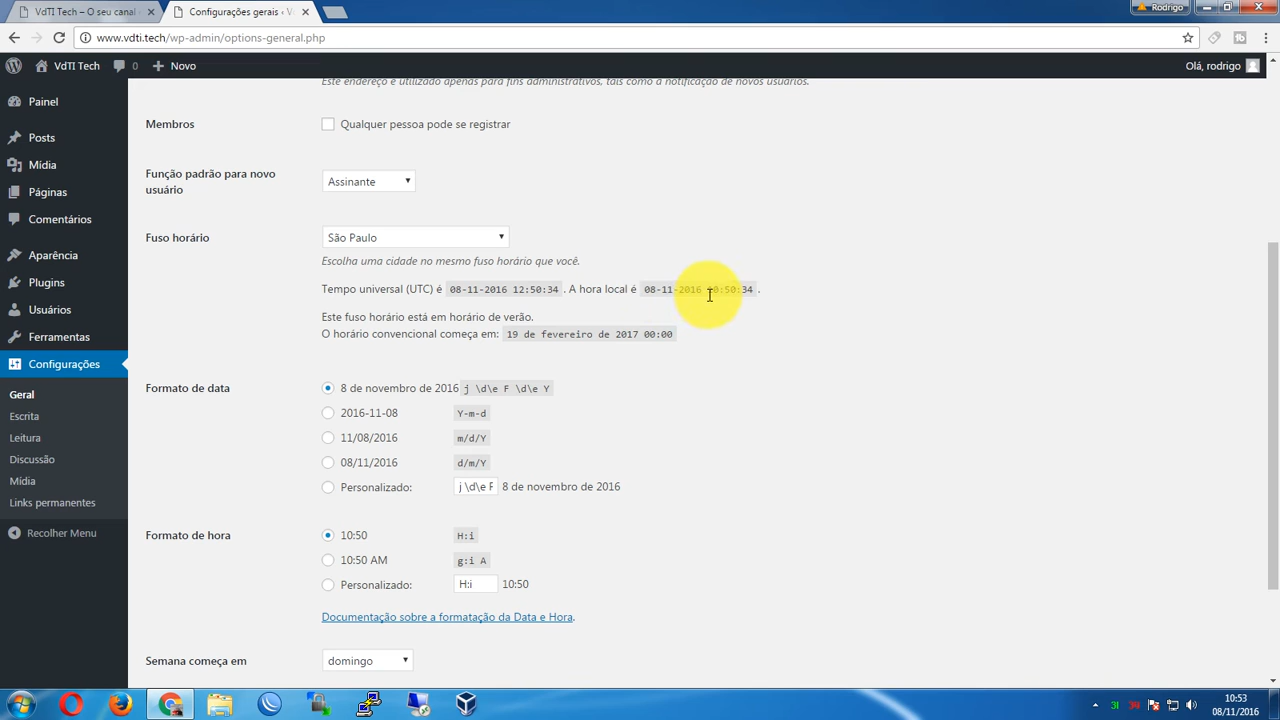 VdTI Tech – O seu canal
Configurações gerais ‹ V
Rodrigo
www.vdti.tech/wp-admin/options-general.php
VdTI Tech
0
Novo
Olá, rodrigo
Este endereço é utilizado apenas para fins administrativos, tais como a notificação de novos usuários.
Painel
Posts
Mídia
Páginas
Comentários
Aparência
Plugins
Usuários
Ferramentas
Configurações
Geral
Escrita
Leitura
Discussão
Mídia
Links permanentes
Recolher Menu
Membros
Qualquer pessoa pode se registrar
Função padrão para novo
usuário
Assinante
Fuso horário
São Paulo
Escolha uma cidade no mesmo fuso horário que você.
Tempo universal (UTC) é 08-11-2016 12:50:34. A hora local é 08-11-2016 10:50:34.
Este fuso horário está em horário de verão.
O horário convencional começa em: 19 de fevereiro de 2017 00:00
Formato de data
8 de novembro de 2016 j \d\e F \d\e Y
2016-11-08 Y-m-d
11/08/2016 m/d/Y
08/11/2016 d/m/Y
Personalizado: j \d\e F 8 de novembro de 2016
Formato de hora
10:50 H:i
10:50 AM g:i A
Personalizado: H:i 10:50
Documentação sobre a formatação da Data e Hora.
Semana começa em
domingo
10:53
08/11/2016